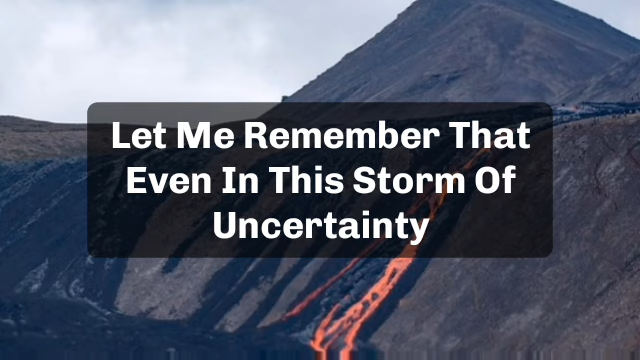 Let Me Remember That
Even In This Storm Of
Uncertainty